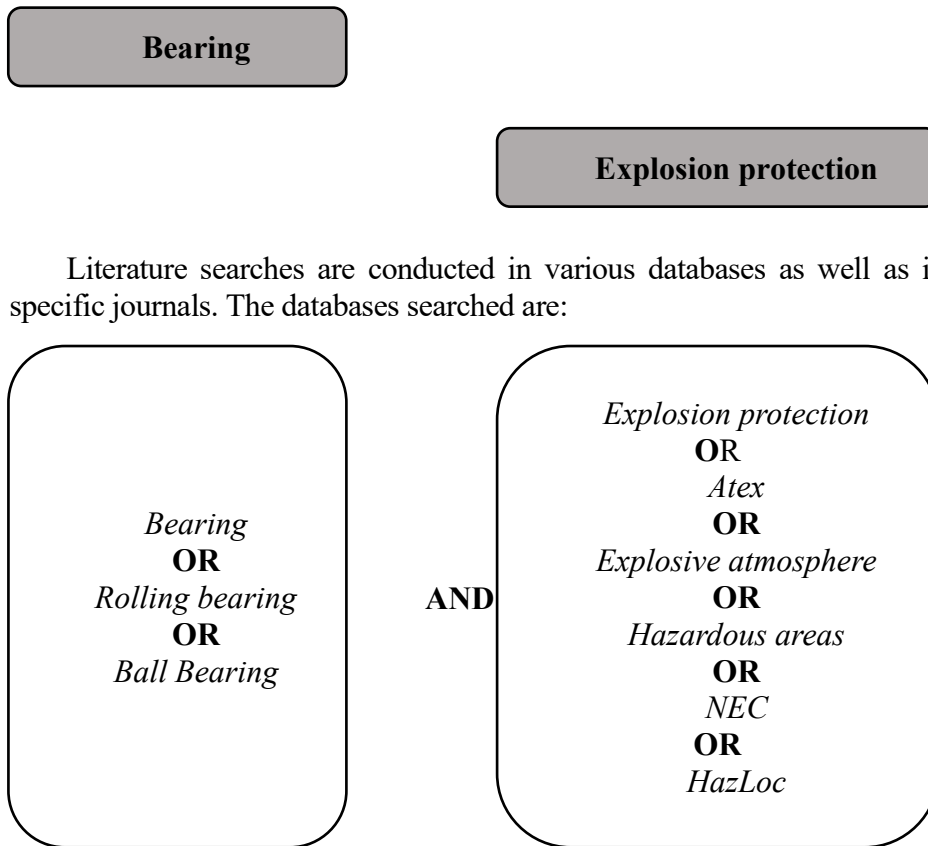 Bearing
Explosion protection
Literature searches are conducted in various databases as well as i
specific journals. The databases searched are:
Bearing
OR
Rolling bearing
OR
Ball Bearing
AND
Explosion protection
OR
Atex
OR
Explosive atmosphere
OR
Hazardous areas
OR
NEC
OR
HazLoc